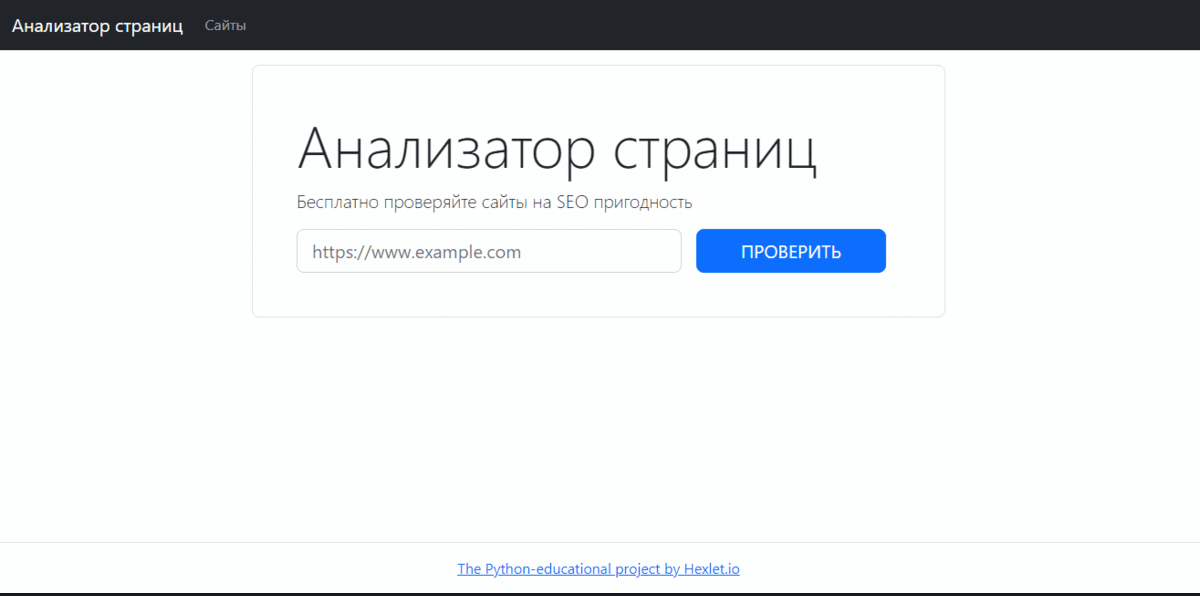 Анализатор страниц Сайты
Анализатор страниц
Бесплатно проверяйте сайты на SEO пригодность
https://www.example.com ПРОВЕРИТЬ
The Python-educational project by Hexlet.io